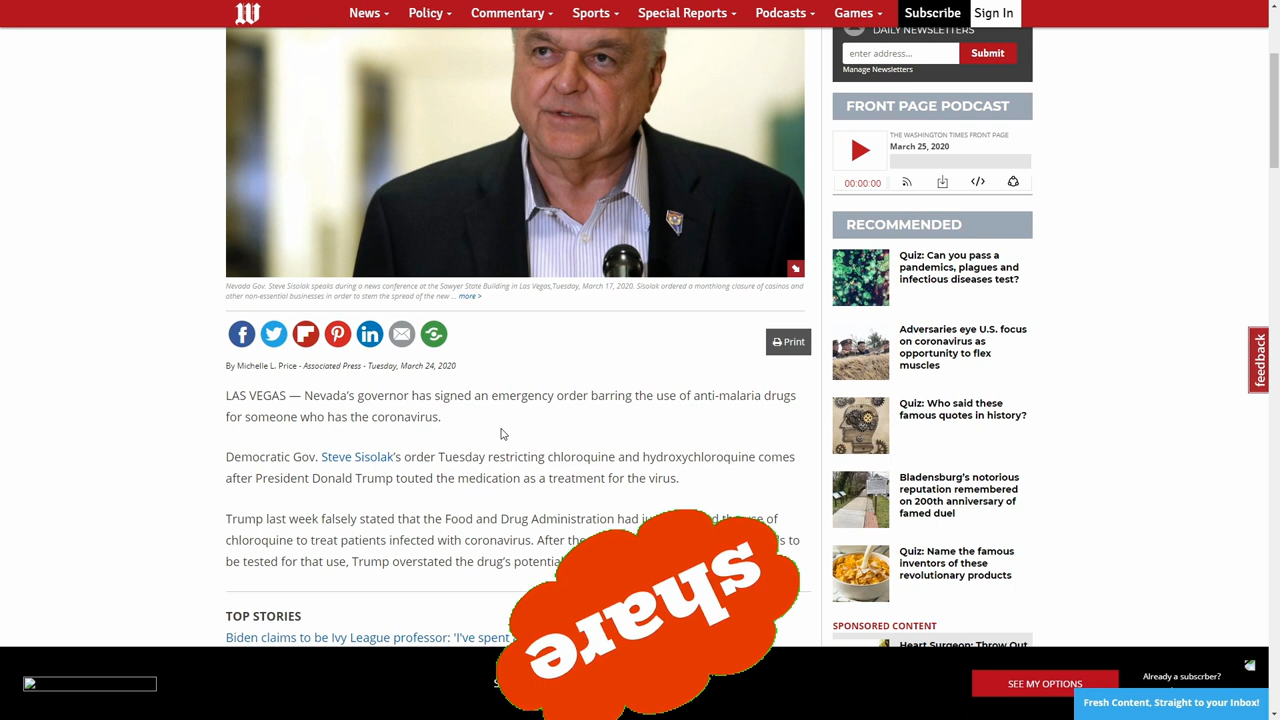 W
News Policy Commentary Sports Special Reports Podcasts Games Subscribe Sign In
DAILY NEWSLETTERS
enter address... Submit
Manage Newsletters
FRONT PAGE PODCAST
THE WASHINGTON TIMES FRONT PAGE
March 25, 2020
00:00:00
Nevada Gov. Steve Sisolak speaks during a news conference at the Sawyer State Building in Las Vegas,Tuesday, March 17, 2020. Sisolak ordered a monthlong closure of casinos and
other non-essential businesses in order to stem the spread of the new ... more >
Print
By Michelle L. Price - Associated Press - Tuesday, March 24, 2020
LAS VEGAS — Nevada's governor has signed an emergency order barring the use of anti-malaria drugs
for someone who has the coronavirus.
Democratic Gov. Steve Sisolak's order Tuesday restricting chloroquine and hydroxychloroquine comes
after President Donald Trump touted the medication as a treatment for the virus.
Trump last week falsely stated that the Food and Drug Administration had of
chloroquine to treat patients infected with coronavirus. After to
be tested for that use, Trump overstated the drug's potential
TOP STORIES
Biden claims to be Ivy League professor: 'I've spent
share
RECOMMENDED
Quiz: Can you pass a
pandemics, plagues and
infectious diseases test?
Adversaries eye U.S. focus
on coronavirus as
opportunity to flex
muscles
Quiz: Who said these
famous quotes in history?
Bladensburg's notorious
reputation remembered
on 200th anniversary of
famed duel
Quiz: Name the famous
inventors of these
revolutionary products
SPONSORED CONTENT
Heart Surgeon: Throw Out
feedback
SEE MY OPTIONS
Already a subscrber?
Fresh Content, Straight to your Inbox!